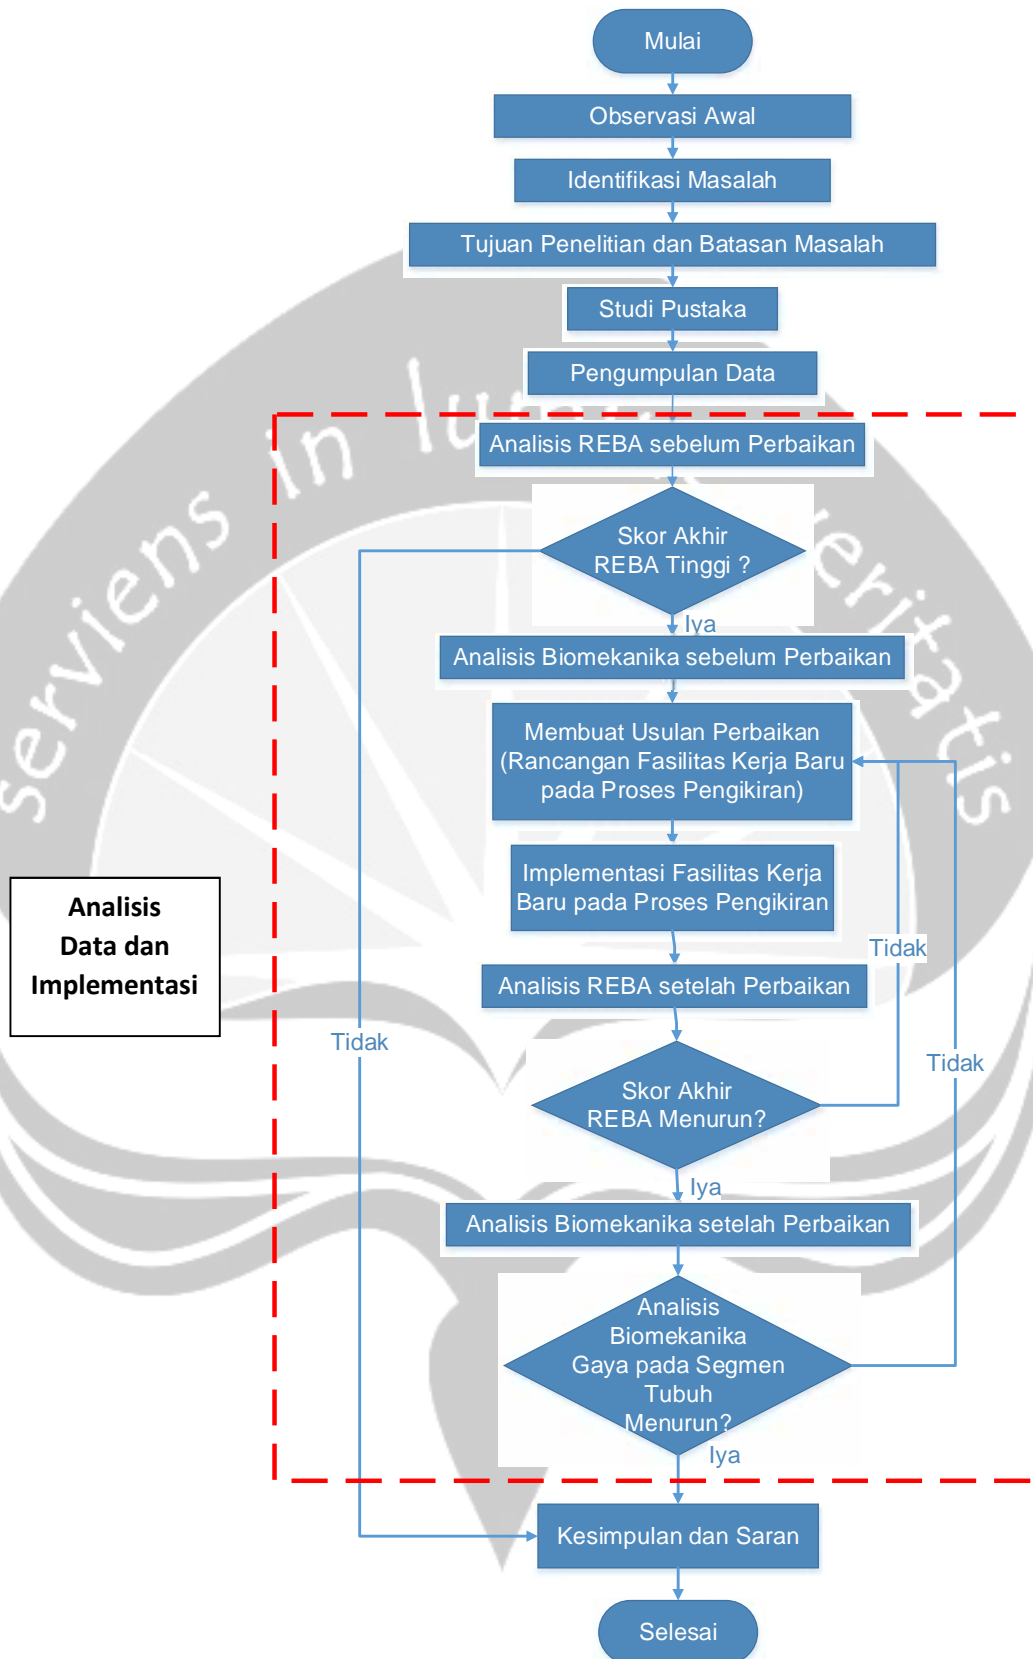 Mulai
Observasi Awal
Identifikasi Masalah
Tujuan Penelitian dan Batasan Masalah
Studi Pustaka
Pengumpulan Data
Analisis REBA sebelum Perbaikan
Skor Akhir
REBA Tinggi ?
Iya
Analisis Biomekanika sebelum Perbaikan
Membuat Usulan Perbaikan
(Rancangan Fasilitas Kerja Baru
pada Proses Pengikiran)
Implementasi Fasilitas Kerja
Baru pada Proses Pengikiran
Analisis
Data dan
Implementasi
Tidak
Analisis REBA setelah Perbaikan
Tidak
Tidak
Skor Akhir
REBA Menurun?
Iya
Analisis Biomekanika setelah Perbaikan
Analisis
Biomekanika
Gaya pada Segmen
Tubuh
Menurun?
Iya
Kesimpulan dan Saran
Selesai
serviens in